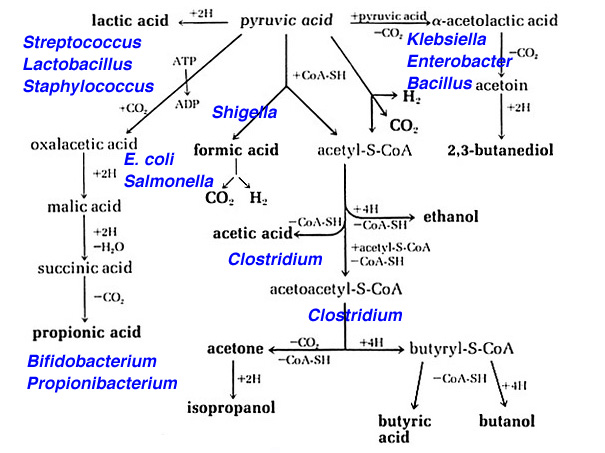 lactic acid +2H pyruvic acid +pyruvic acid α-acetolactic acid
−CO₂
Streptococcus
Lactobacillus
Staphylococcus
Klebsiella
Enterobacter
Bacillus
−CO₂
acetoin
+2H
2,3-butanediol
ATP
ADP
+CO₂
+CoA-SH
H₂
CO₂
Shigella
oxalacetic acid
E. coli
Salmonella
formic acid
acetyl-S-CoA
CO₂ H₂
+2H
malic acid
+2H
−H₂O
succinic acid
−CO₂
propionic acid
Bifidobacterium
Propionibacterium
+4H
−CoA-SH
ethanol
−CoA-SH
acetic acid
+acetyl-S-CoA
−CoA-SH
Clostridium
acetoacetyl-S-CoA
Clostridium
acetone
−CO₂
−CoA-SH
+4H
butyryl-S-CoA
+2H
isopropanol
−CoA-SH
+4H
butyric
acid
butanol